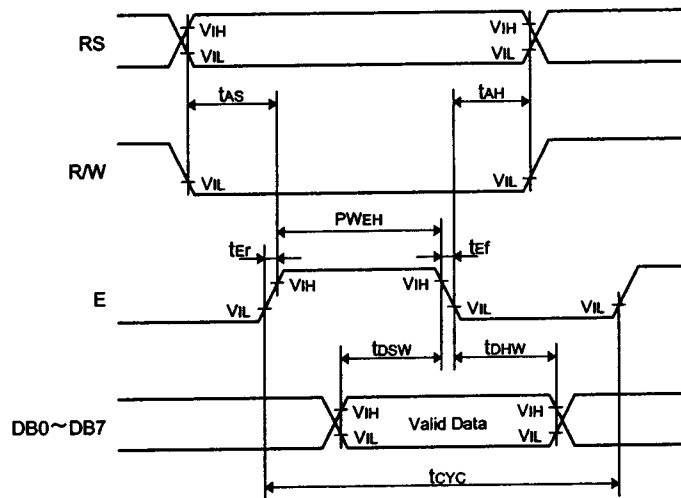 RS
VIH
VIH
VIL
VIL
tAS
tAH
R/W
VIL
VIL
PWEH
tEr
tEf
E
VIH
VIH
VIL
VIL
VIL
tDSW
tDHW
DB0~DB7
VIH
Valid Data
VIH
VIL
VIL
tCYC